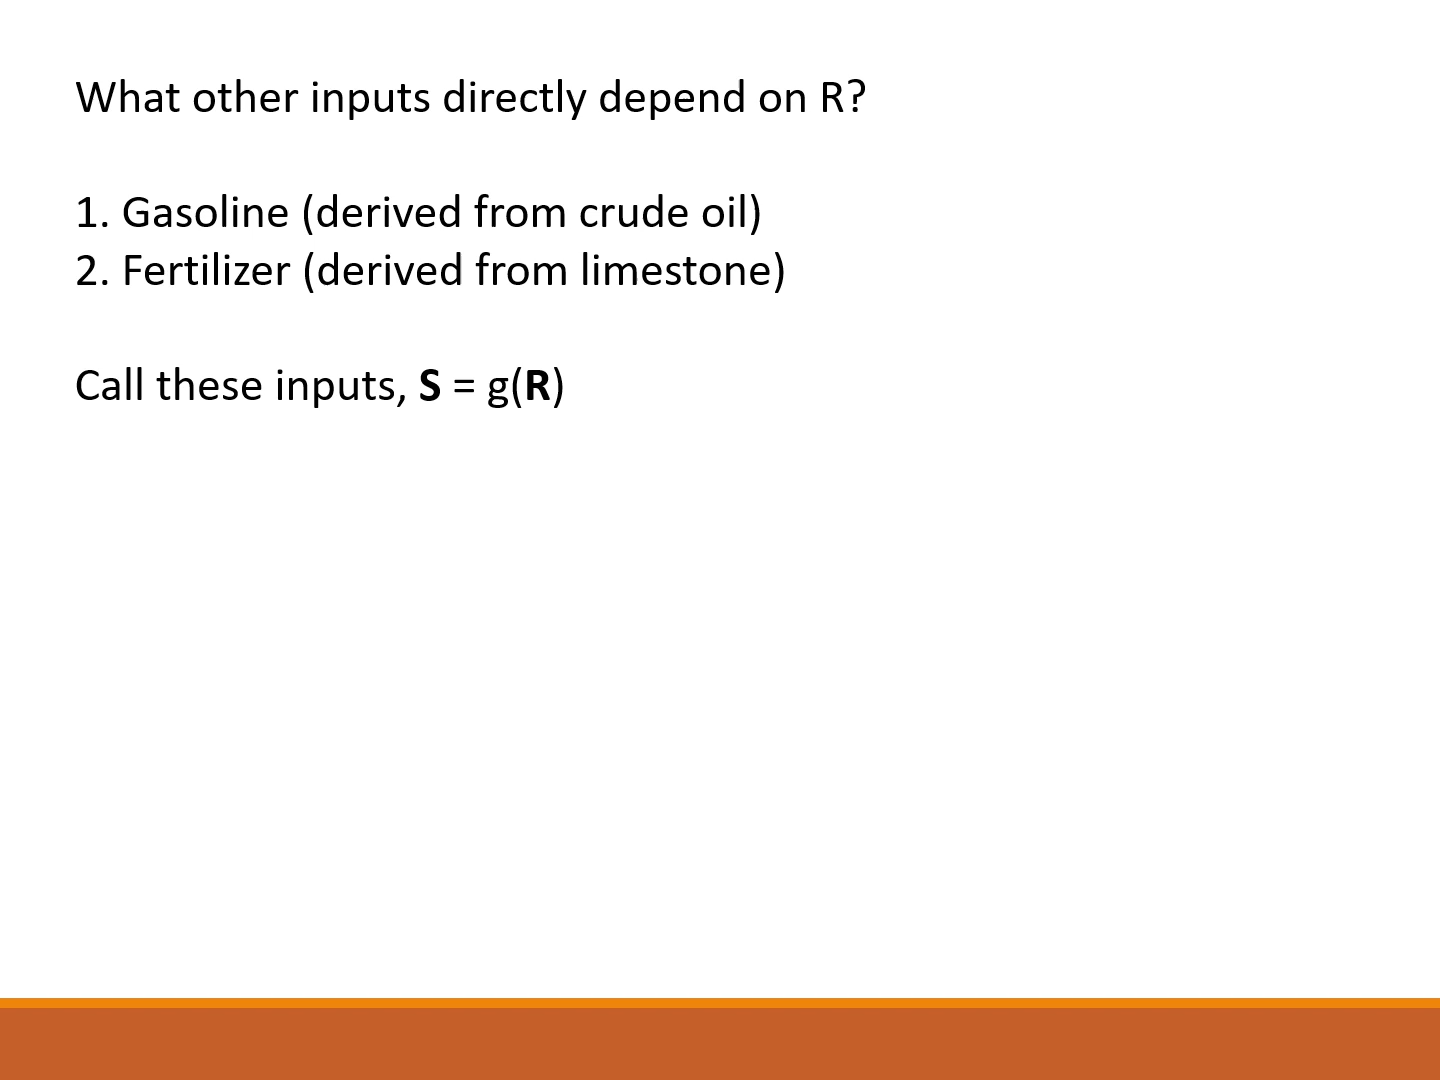 What other inputs directly depend on R?
1. Gasoline (derived from crude oil)
2. Fertilizer (derived from limestone)
Call these inputs, S = g(R)